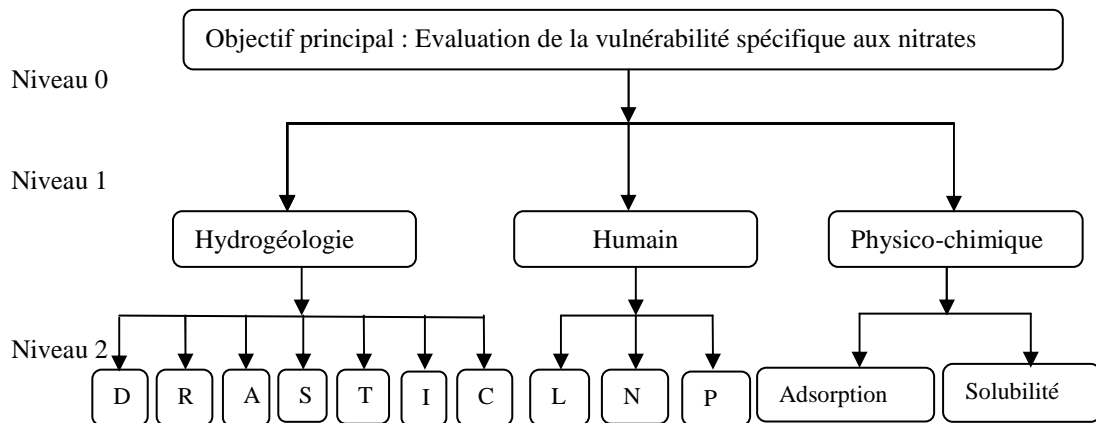 Objectif principal : Evaluation de la vulnérabilité spécifique aux nitrates
Niveau 0
Niveau 1
Hydrogéologie
Humain
Physico-chimique
Niveau 2
D R A S T I C L N P Adsorption Solubilité